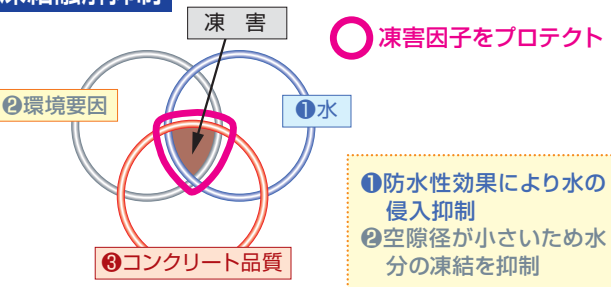 凍 害
凍害因子をプロテクト
❷環境要因
❶水
❸コンクリート品質
❶防水性効果により水の
侵入抑制
❷空隙径が小さいため水
分の凍結を抑制